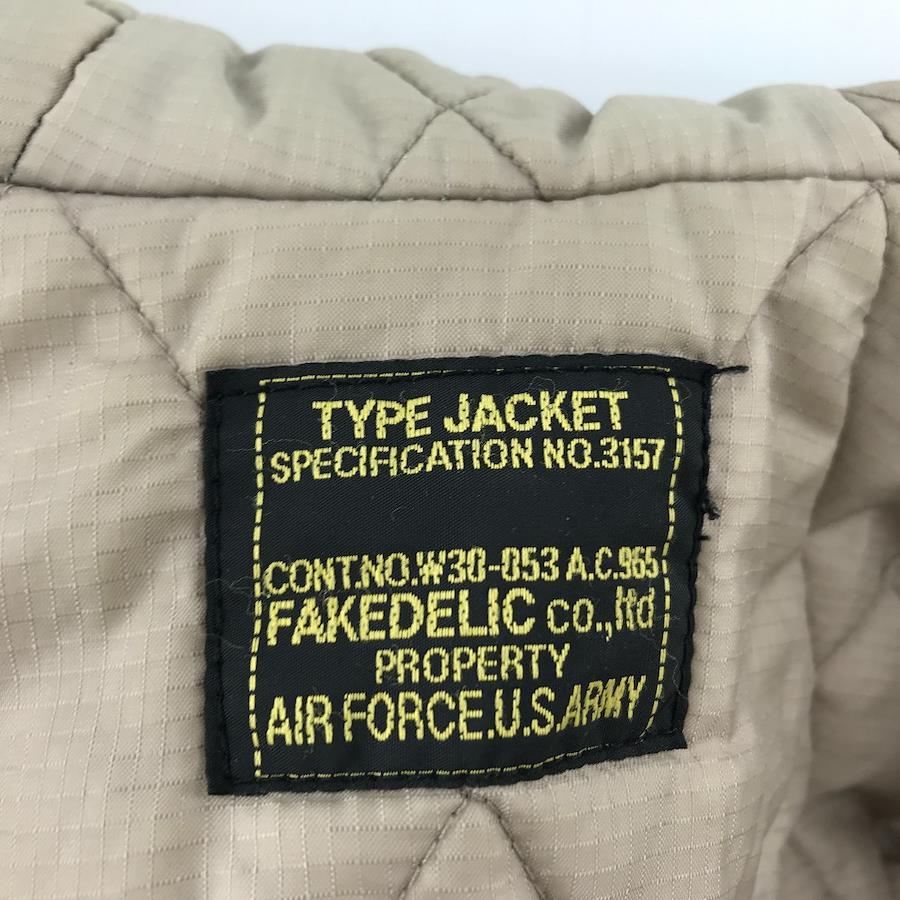 TYPE JACKET
SPECIFICATION NO.3157
CONT.NO.W30-053 A.C.965
FAKEDELIC co.,ltd
PROPERTY
AIR FORCE.U.S.ARMY